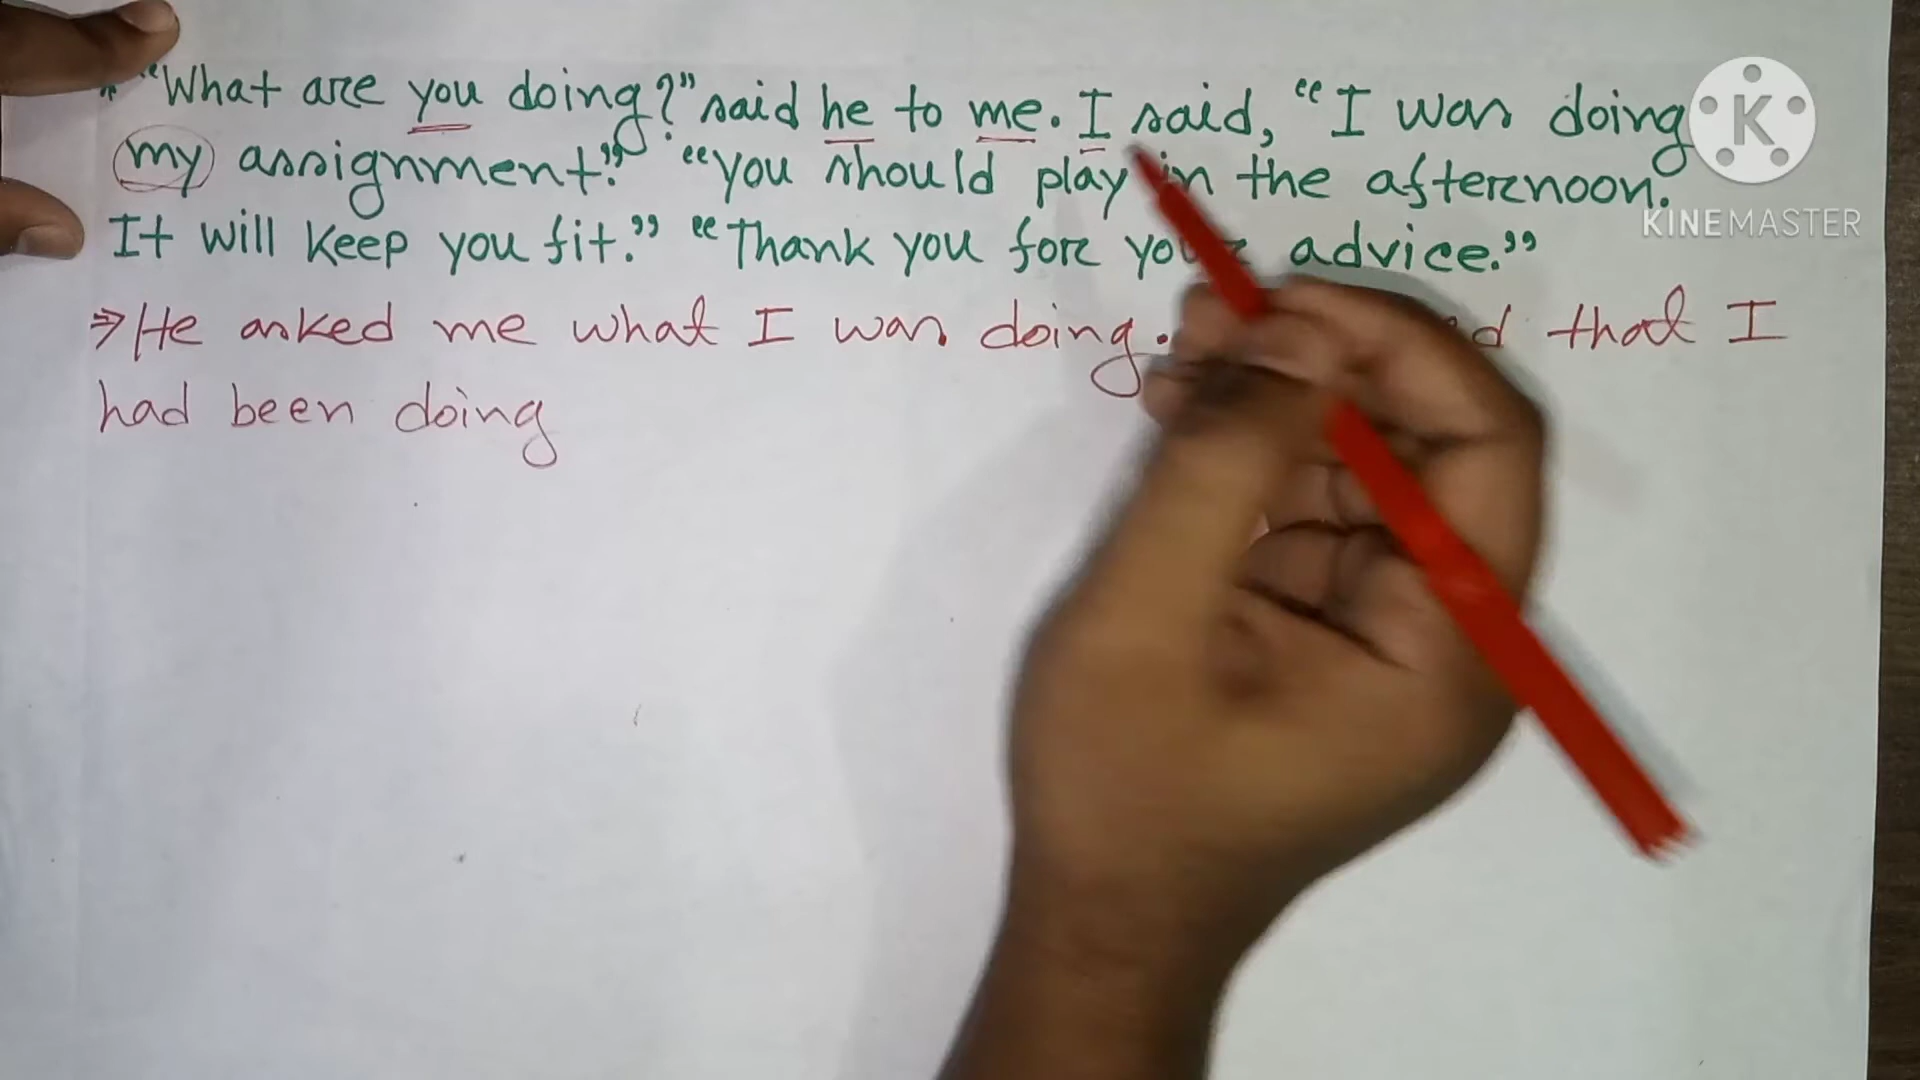 "What are you doing?" said he to me. I said, "I was doing
my assignment." "you should play in the afternoon.
It will keep you fit." "Thank you for advice."
⇒ He asked me what I was doing. that I
had been doing
K
KINEMASTER